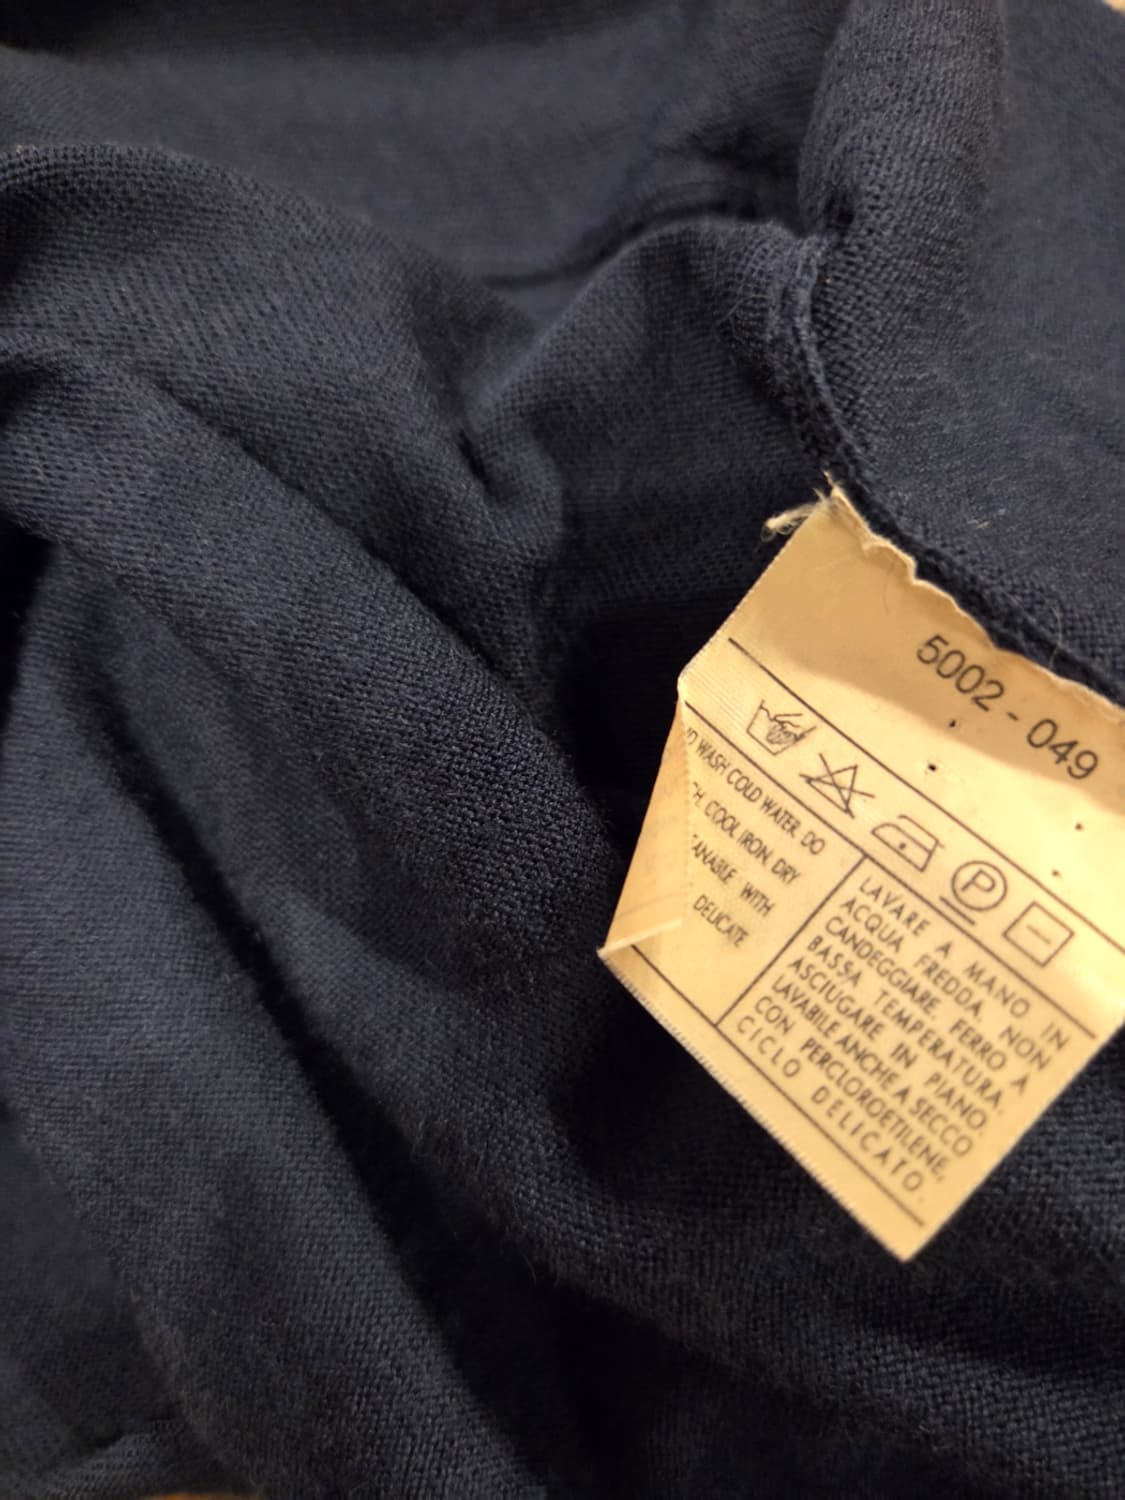 5002 - 049
P
WASH COLD WATER DO
COOL IRON DRY
WITH
DELICATE
LAVARE A MANO IN
ACQUA FREDDA, NON
CANDEGGIARE, FERRO A
BASSA TEMPERATURA.
ASCIUGARE IN PIANO.
LAVABILE ANCHE A SECCO
CON PERCLOROETILENE,
CICLO DELICATO.